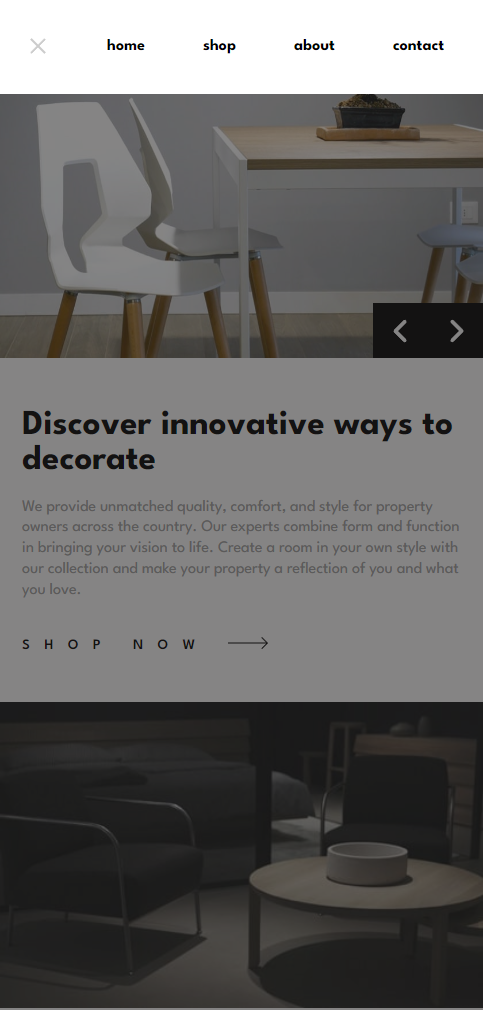 home shop about contact
Discover innovative ways to
decorate
We provide unmatched quality, comfort, and style for property
owners across the country. Our experts combine form and function
in bringing your vision to life. Create a room in your own style with
our collection and make your property a reflection of you and what
you love.
SHOP NOW